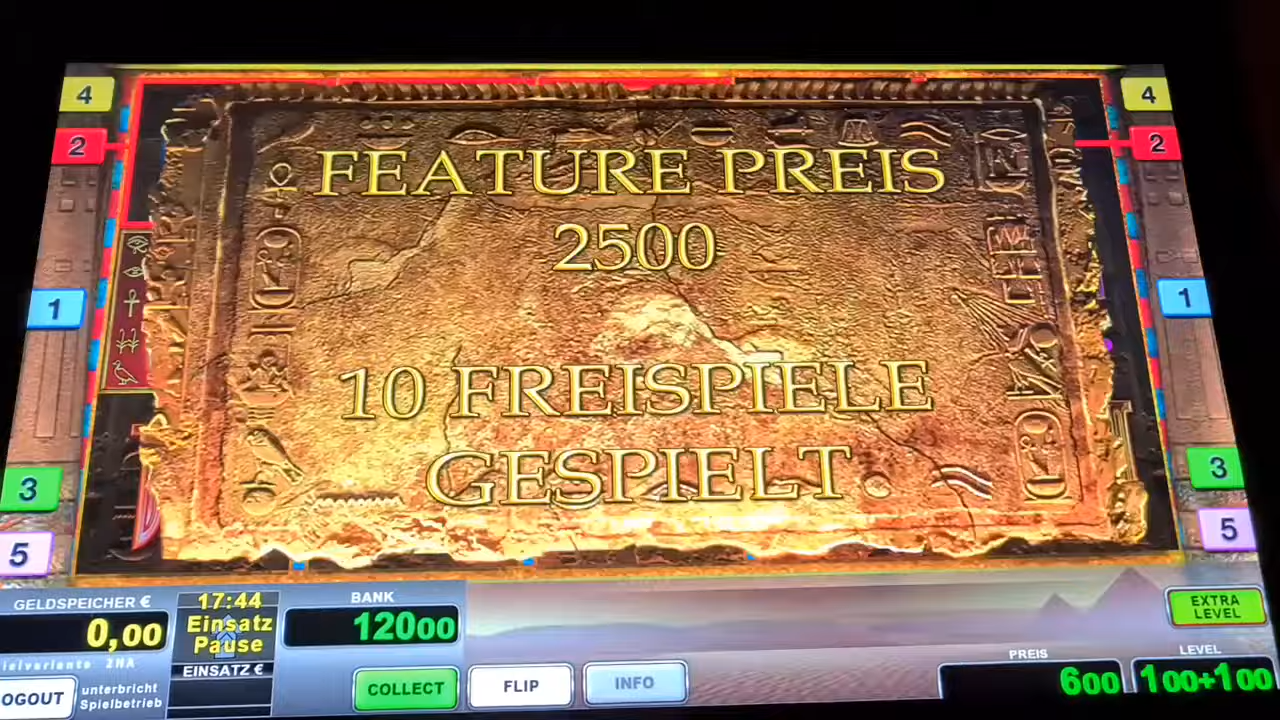 4
4
FEATURE PREIS
2
2
2500
1
1
10 FREISPIELE
GESPIELT
3
3
5
5
GELDSPEICHER €
0,00
17:44
Einsatz
Pause
EINSATZ €
BANK
12000
EXTRA
LEVEL
ielvariante 2NA
OGOUT
unterbricht
Spielbetrieb
COLLECT
FLIP
INFO
PREIS
600
LEVEL
100+100